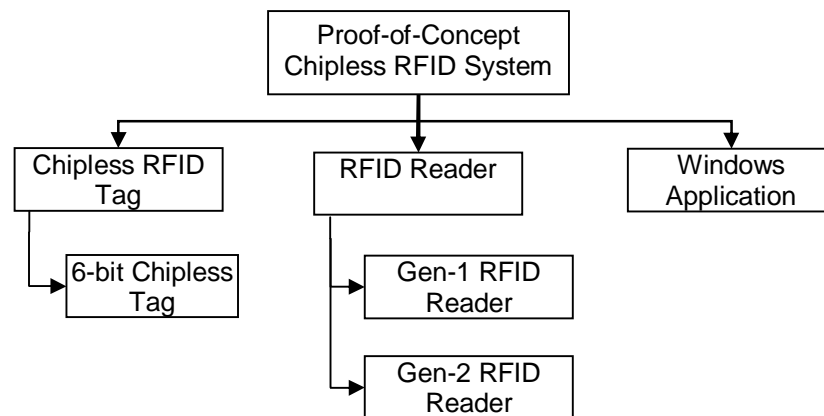 Proof-of-Concept
Chipless RFID System
Chipless RFID
Tag
RFID Reader
Windows
Application
6-bit Chipless
Tag
Gen-1 RFID
Reader
Gen-2 RFID
Reader